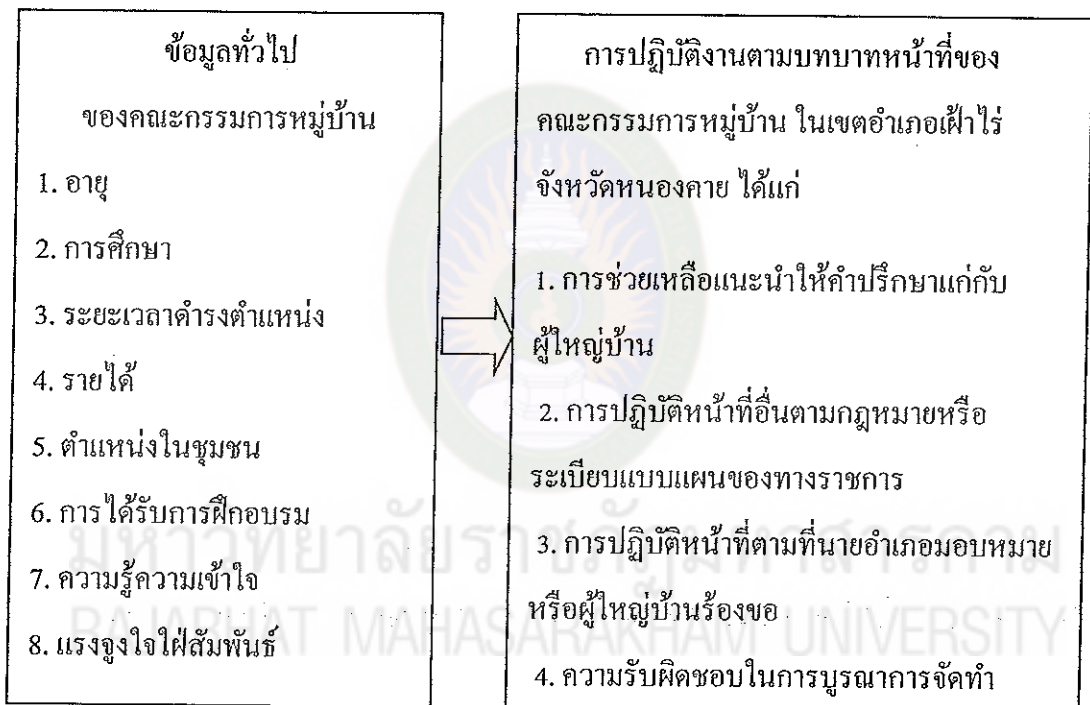 ข้อมูลทั่วไป
ของคณะกรรมการหมู่บ้าน
1. อายุ
2. การศึกษา
3. ระยะเวลาดำรงตำแหน่ง
4. รายได้
5. ตำแหน่งในชุมชน
6. การได้รับการฝึกอบรม
7. ความรู้ความเข้าใจ
8. แรงจูงใจใฝ่สัมพันธ์
การปฏิบัติงานตามบทบาทหน้าที่ของ
คณะกรรมการหมู่บ้าน ในเขตอำเภอเฝ้าไร่
จังหวัดหนองคาย ได้แก่
1. การช่วยเหลือแนะนำให้คำปรึกษาแก่กับ
ผู้ใหญ่บ้าน
2. การปฏิบัติหน้าที่อื่นตามกฎหมายหรือ
ระเบียบแบบแผนของทางราชการ
3. การปฏิบัติหน้าที่ตามที่นายอำเภอมอบหมาย
หรือผู้ใหญ่บ้านร้องขอ
4. ความรับผิดชอบในการบูรณาการจัดทำ
มหาวิทยาลัยราชภัฏมหาสารคาม
RAJABHAT MAHASARAKHAM UNIVERSITY